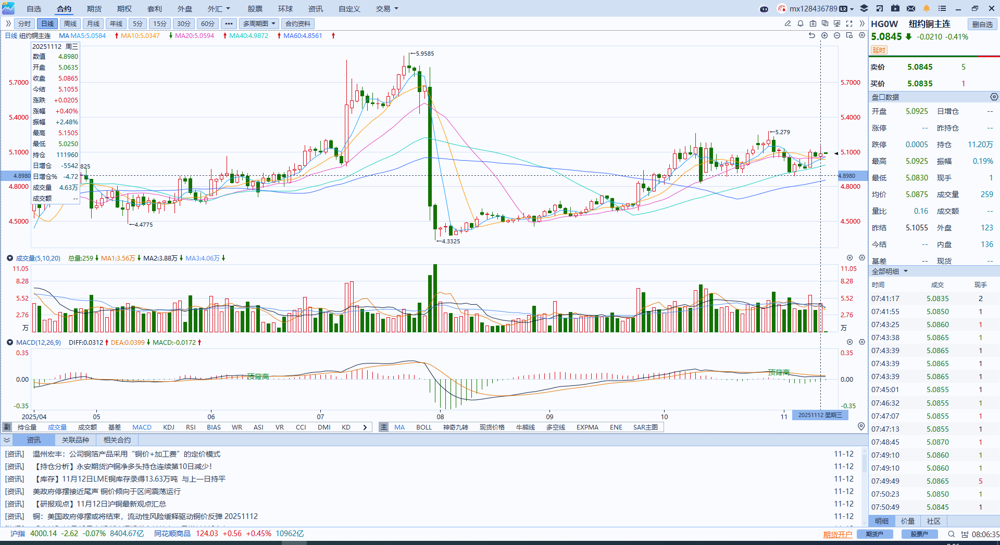 自选 合约 期货 期权 套利 外盘 外汇 股票 环球 资讯 自定义 交易 mx128436789 L2
分时 日线 周线 月线 年线 5分 15分 30分 60分 ••• 多周期图 合约资料
日线 纽约铜主连 MA MA5:5.0584 MA10:5.0347 MA20:5.0594 MA40:4.9872 MA60:4.8561
20251112 周三
数值 4.8980
开盘 5.0635
收盘 5.0865
今结 5.1055
涨跌 +0.0205
涨幅 +0.40%
振幅 +2.48%
最高 5.1505
最低 5.0250
持仓 111960
日增仓 -5542
日增仓% -4.72
成交量 4.63万
成交额 --
5.7000
5.4000
5.1000
4.8980
4.8000
4.5000
825
←5.9585
←5.279
←4.4775
←4.3325
5.7000
5.4000
5.1000
4.8980
4.8000
4.5000
成交量(5,10,20) 总量:259 MA1:3.56万 MA2:3.88万 MA3:4.06万
11.05
8.28
5.52
2.76
万
11.05
8.28
5.52
2.76
万
MACD(12,26,9) DIFF:0.0312 DEA:0.0399 MACD:-0.0172
0.35
0.00
-0.35
顶背离
顶背离
0.35
0.00
-0.35
2025/04 05 06 07 08 09 10 11 20251112 星期三
副 持仓量 成交量 成交额 基差 MACD KDJ RSI BIAS WR ASI VR CCI DMI KD 主 MA BOLL 神奇九转 现货价格 牛熊线 多空线 EXPMA ENE SAR主图
资讯 关联品种 相关合约
[资讯] 温州宏丰：公司铜箔产品采用“铜价+加工费”的定价模式 11-12
[资讯] 【持仓分析】永安期货沪铜净多头持仓连续第10日减少！ 11-12
[资讯] 【库存】11月12日LME铜库存录得13.63万吨 与上一日持平 11-12
[资讯] 美政府停摆接近尾声 铜价倾向于区间震荡运行 11-12
[资讯] 【研报观点】11月12日沪铜最新观点汇总 11-12
[资讯] 铜：美国政府停摆或将结束，流动性风险缓释驱动铜价反弹 20251112 11-12
沪指 4000.14 -2.62 -0.07% 8404.67亿 同花顺商品 124.03 +0.56 +0.45% 10962亿 期货开户 期货户 股票户 08:06:35
HG0W 纽约铜主连 删自选
5.0845 -0.0210 -0.41%
延时
卖价 5.0845 5
买价 5.0835 1
盘口数据
开盘 5.0925 日增仓 --
涨停 -- 昨持仓 --
跌停 0.0005 持仓 11.20万
最高 5.0925 振幅 0.19%
最低 5.0830 现手 1
均价 5.0875 成交量 259
量比 0.16 成交额 --
昨结 5.1055 外盘 123
今结 -- 内盘 136
基差 -- 现货 --
全部明细
时间 成交 现手
07:41:17 5.0835 2
07:41:55 5.0850 1
07:43:25 5.0860 1
07:43:38 5.0865 1
07:43:39 5.0865 1
07:43:39 5.0865 1
07:43:39 5.0865 1
07:45:01 5.0855 1
07:46:32 5.0855 1
07:47:07 5.0855 1
07:47:13 5.0855 1
07:48:45 5.0870 1
07:49:10 5.0860 1
07:49:10 5.0860 1
07:49:49 5.0865 5
07:50:23 5.0850 1
07:50:49 5.0845 1
明细 价量 社区